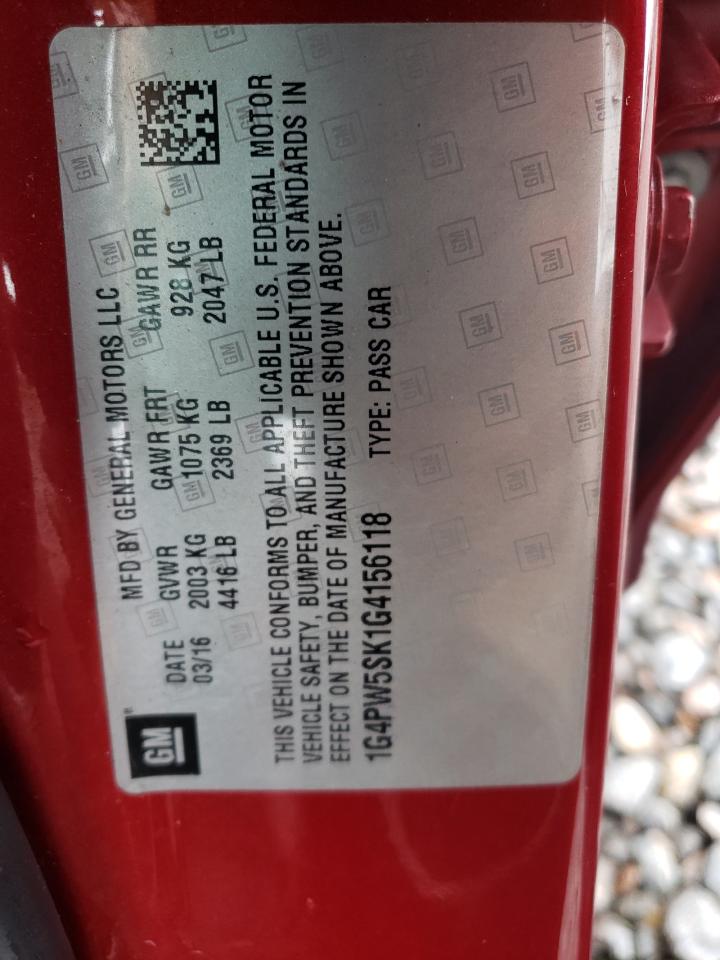 GM
MFD BY GENERAL MOTORS LLC
DATE GVWR GAWR FRT GAWR RR
03/16 2003 KG 1075 KG 928 KG
4416 LB 2369 LB 2047 LB
THIS VEHICLE CONFORMS TO ALL APPLICABLE U.S. FEDERAL MOTOR
VEHICLE SAFETY, BUMPER, AND THEFT PREVENTION STANDARDS IN
EFFECT ON THE DATE OF MANUFACTURE SHOWN ABOVE.
1G4PW5SK1G4156118 TYPE: PASS CAR